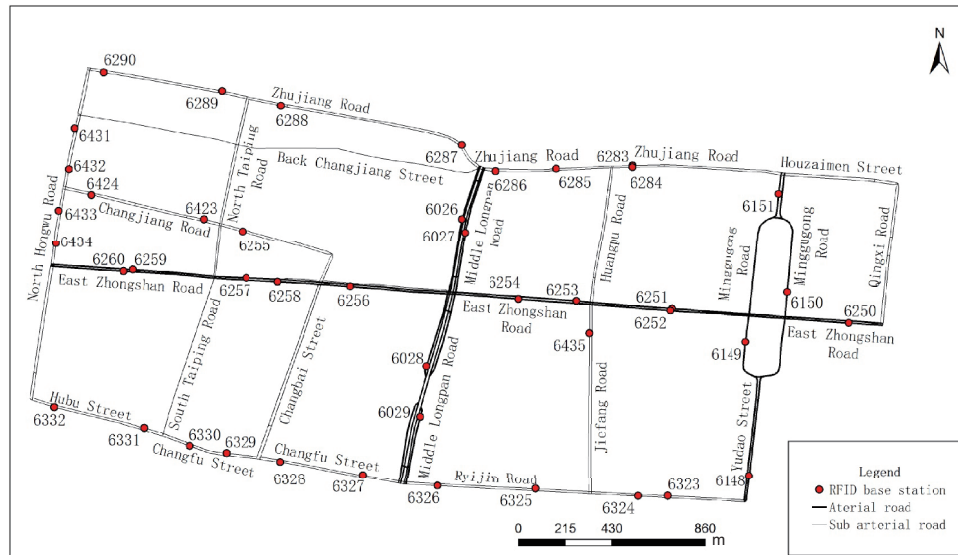 N
6290
6289
Zhujiang Road
6288
6431
6287
6283
Zhujiang Road
Zhujiang Road
Houzaimen Street
6432
North Taiping
Road
Back Changjiang Street
6286
6285
6284
6424
6151
Changjiang Road
6423
6026
6433
6255
6027
Middle Longpan
Road
Huangpu Road
Minggugong
Road
Minggugong
Road
Qingxi Road
North Hongwu Road
6434
6260
6259
East Zhongshan Road
6257
6258
6256
6254
6253
6251
6150
6250
East Zhongshan
Road
6252
East Zhongshan
Road
6435
6149
South Taiping Road
Changbai Street
6028
Middle Longpan Road
Jiefang Road
6029
Yudao Street
Hubu Street
6332
6331
6330
6329
Changfu Street
Changfu Street
6328
6327
6326
Ryijin Road
6325
6324
6323
6148
Legend
RFID base station
Aterial road
Sub arterial road
0 215 430 860
m